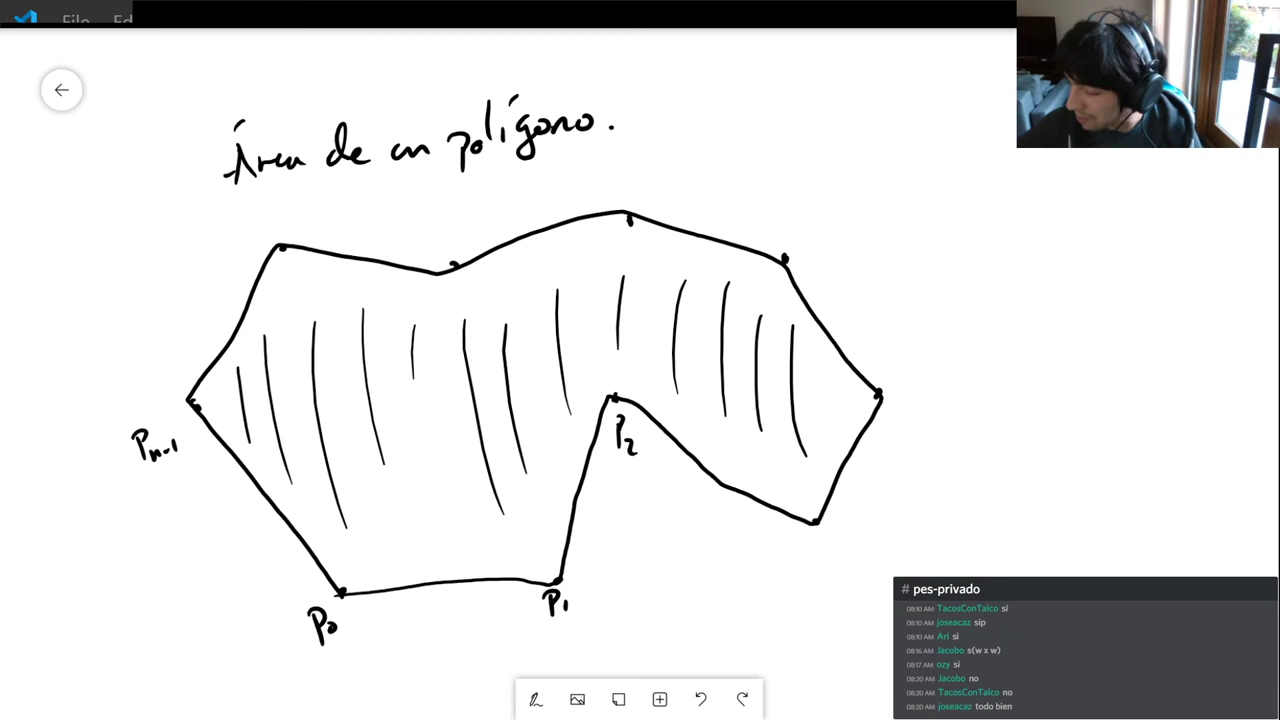 File Ed
Área de un polígono.
Pn-1
P2
P0
P1
# pes-privado
08:10 AM TacosConTalco sí
08:10 AM joseacaz sip
08:10 AM Ari si
08:16 AM Jacobo s(w x w)
08:17 AM ozy si
08:20 AM Jacobo no
08:20 AM TacosConTalco no
08:20 AM joseacaz todo bien